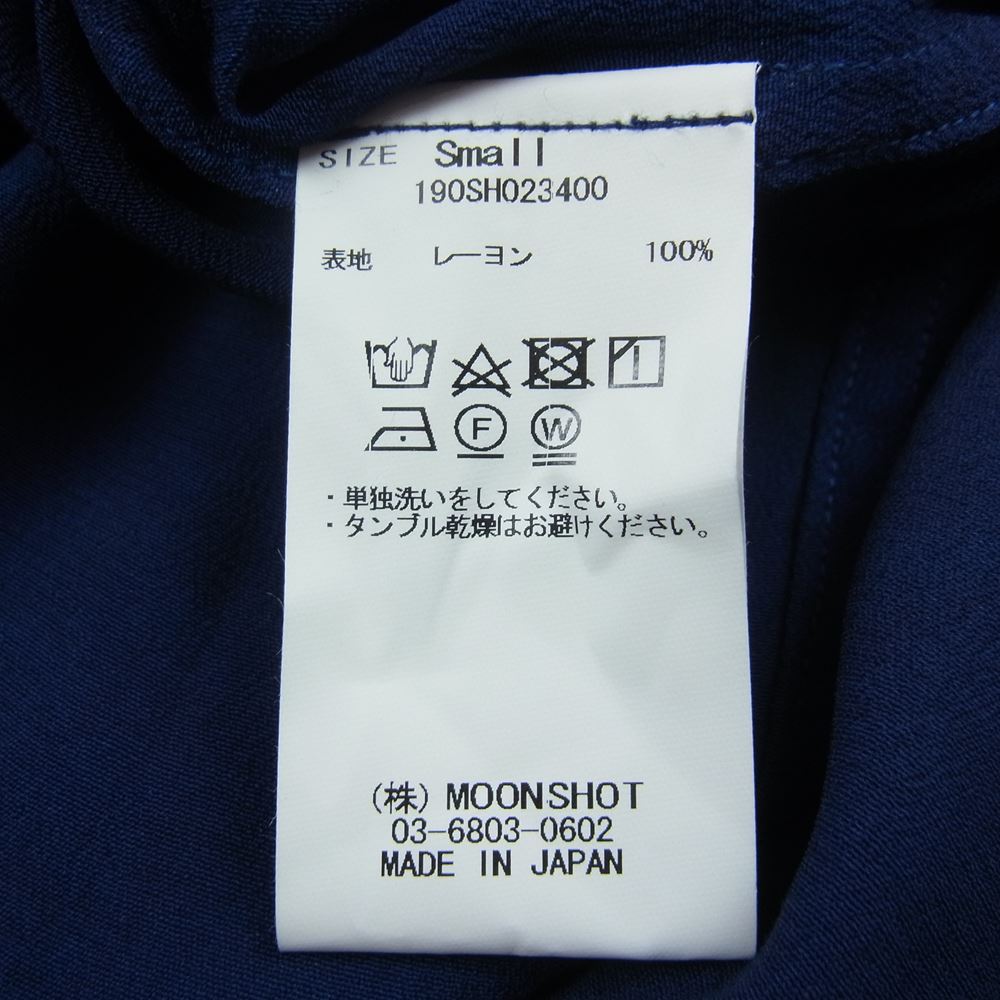 SIZE Small
190SH023400
表地 レーヨン 100%
F W
・単独洗いをしてください。
・タンブル乾燥はお避けください。
(株) MOONSHOT
03-6803-0602
MADE IN JAPAN